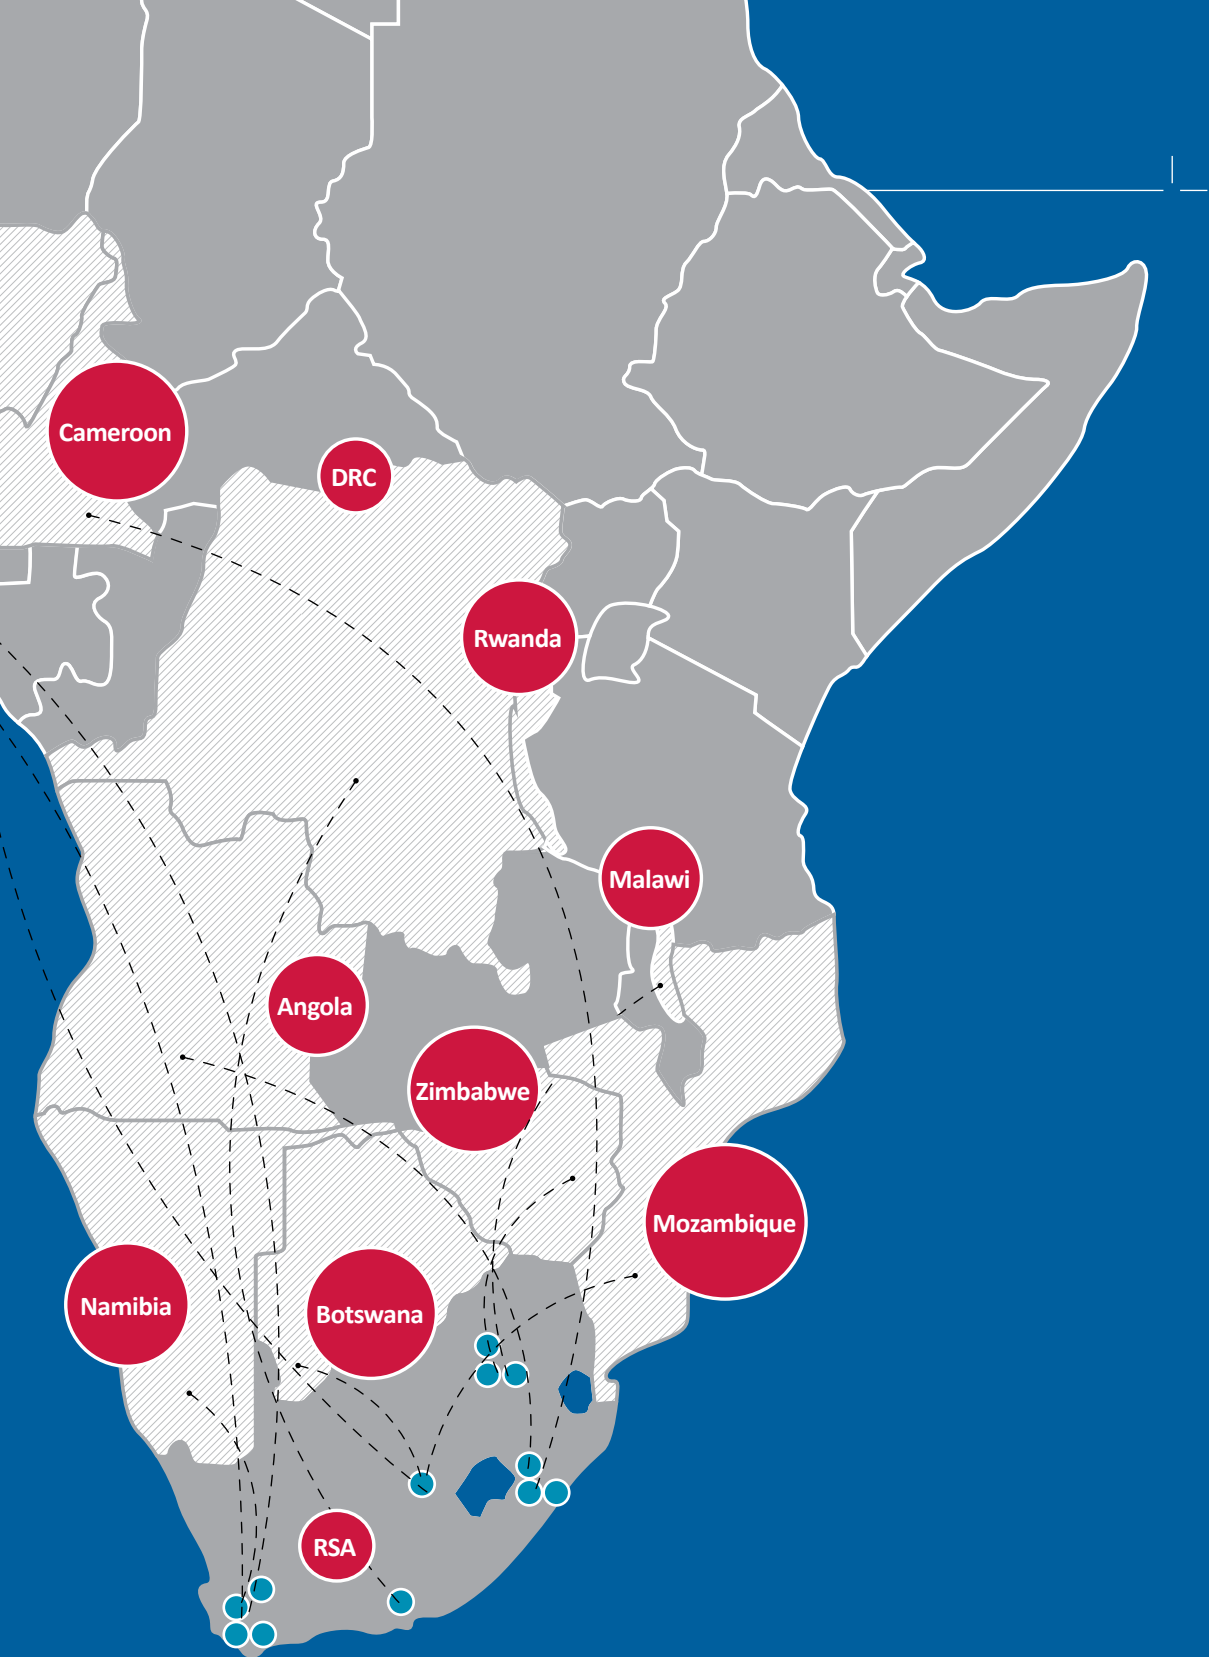 Cameroon
DRC
Rwanda
Malawi
Angola
Zimbabwe
Mozambique
Namibia
Botswana
RSA